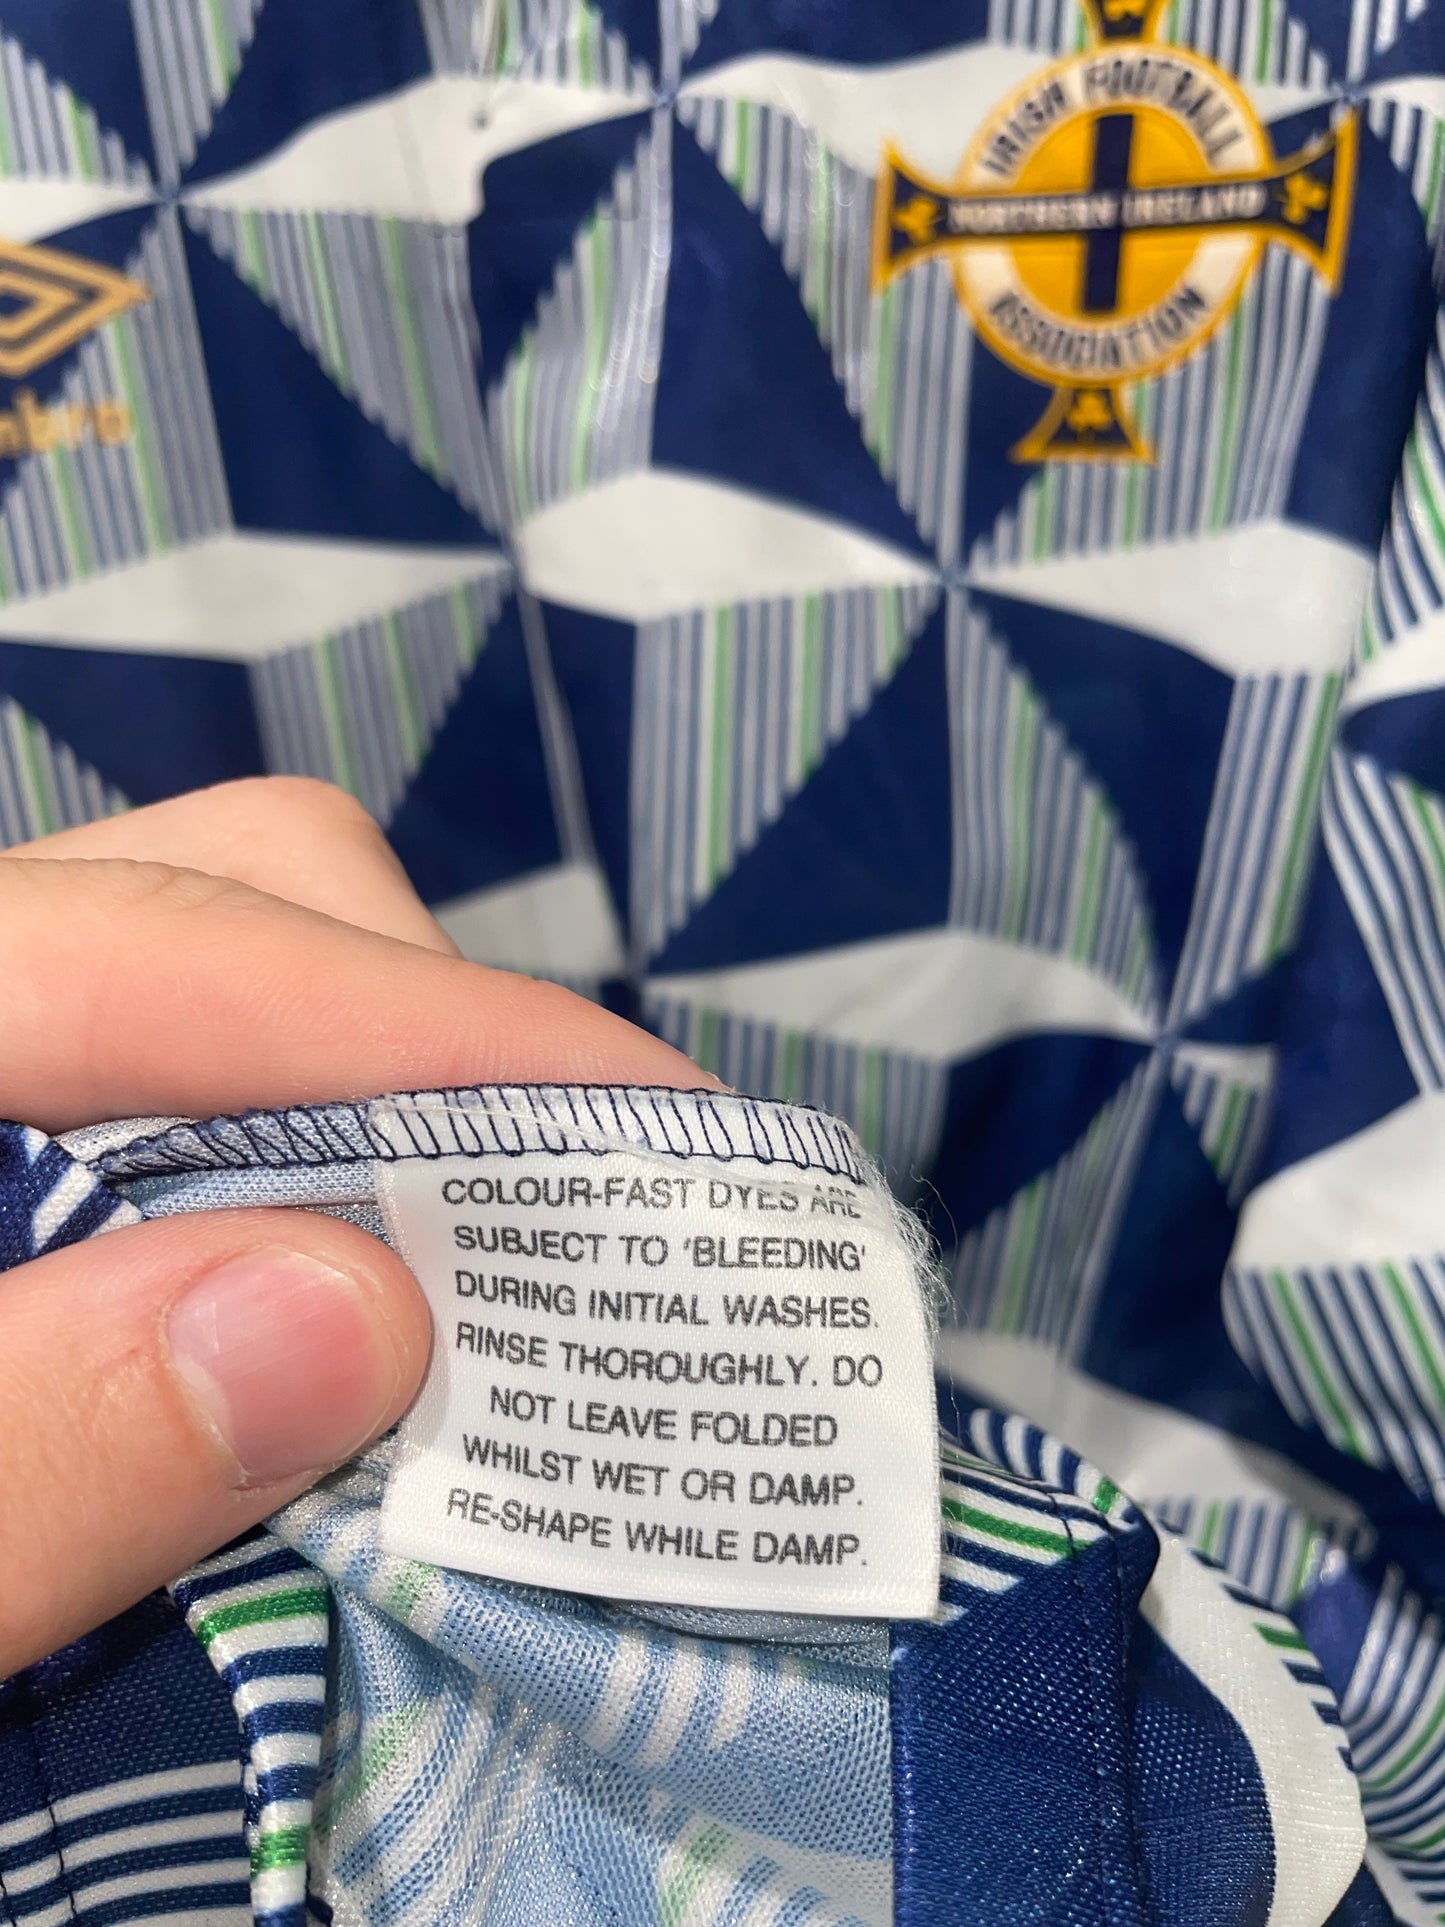 IRISH FOOTBALL
NORTHERN IRELAND
ASSOCIATION
COLOUR-FAST DYES ARE
SUBJECT TO 'BLEEDING'
DURING INITIAL WASHES.
RINSE THOROUGHLY. DO
NOT LEAVE FOLDED
WHILST WET OR DAMP.
RE-SHAPE WHILE DAMP.